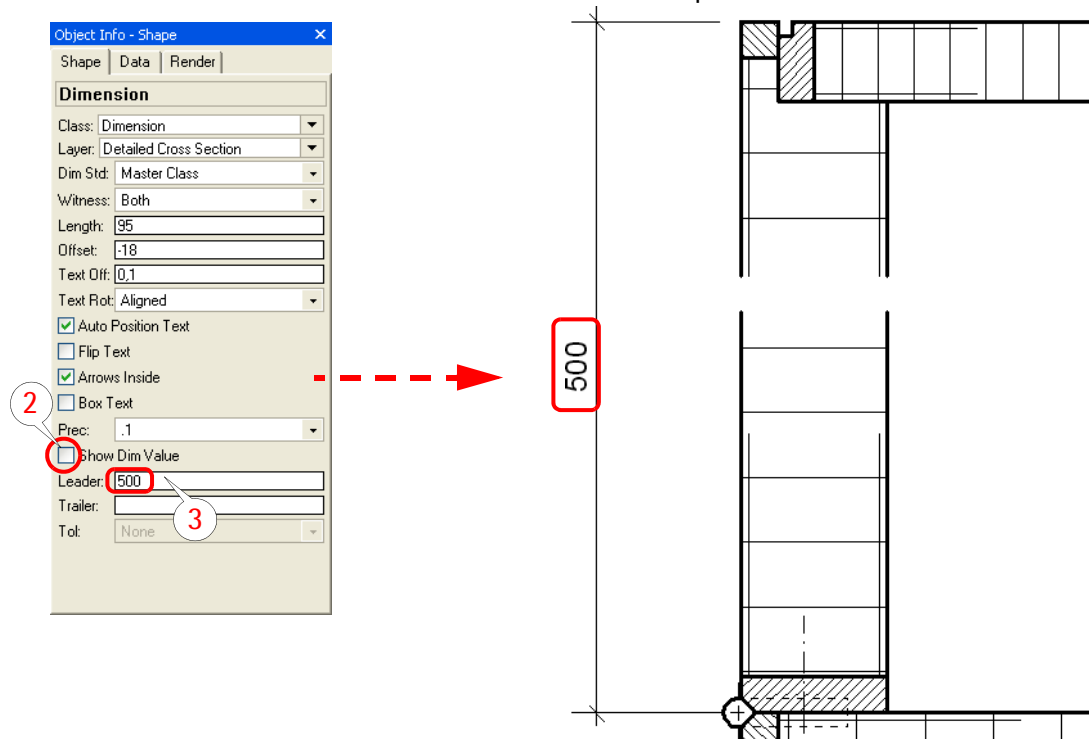 Object Info - Shape
Shape Data Render
Dimension
Class: Dimension
Layer: Detailed Cross Section
Dim Std: Master Class
Witness: Both
Length: 95
Offset: -18
Text Off: 0,1
Text Rot: Aligned
Auto Position Text
Flip Text
Arrows Inside
2
Box Text
Prec: .1
Show Dim Value
Leader: 500
Trailer:
3
Tol: None
500